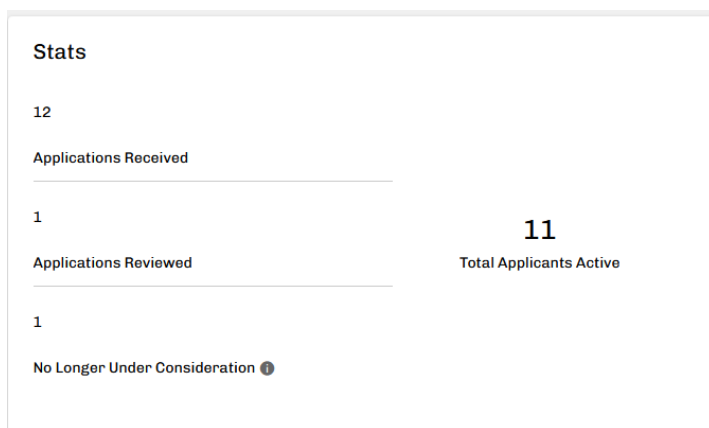 Stats
12
Applications Received
1
Applications Reviewed
1
No Longer Under Consideration
11
Total Applicants Active